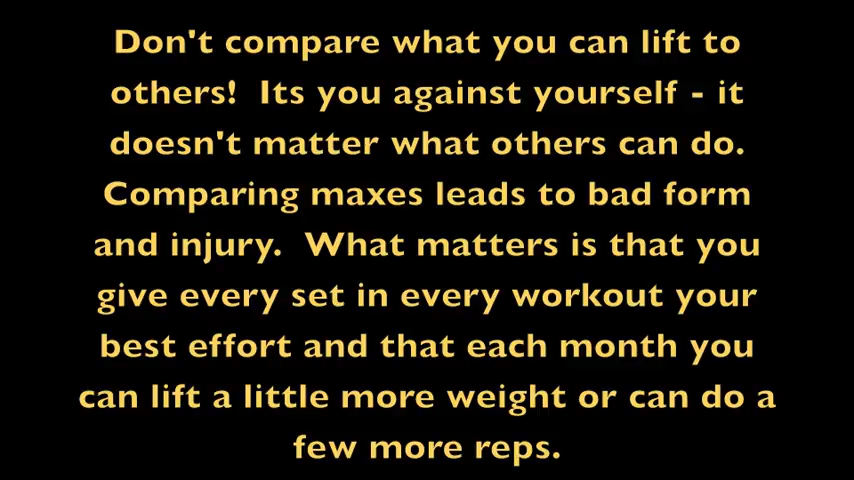 Don't compare what you can lift to
others!  Its you against yourself - it
doesn't matter what others can do.
Comparing maxes leads to bad form
and injury.  What matters is that you
give every set in every workout your
best effort and that each month you
can lift a little more weight or can do a
few more reps.